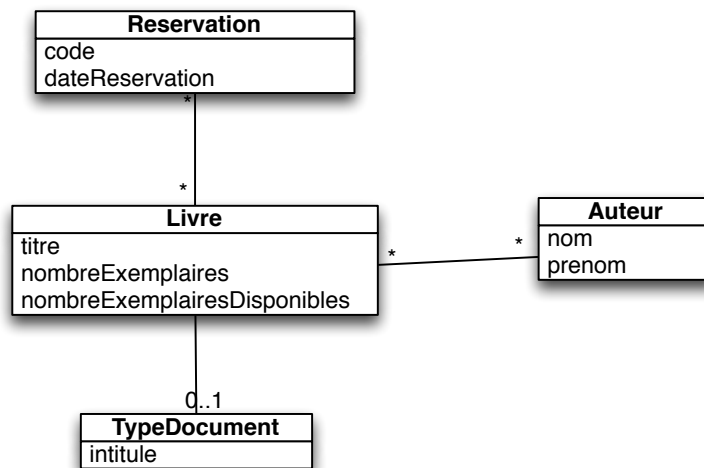 Reservation
code
dateReservation
*
*
Livre
titre
nombreExemplaires
nombreExemplairesDisponibles
*
*
Auteur
nom
prenom
0..1
TypeDocument
intitule